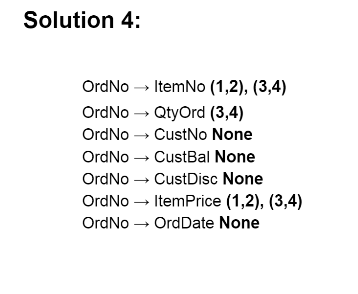 Solution 4:
OrdNo → ItemNo (1,2), (3,4)
OrdNo → QtyOrd (3,4)
OrdNo → CustNo None
OrdNo → CustBal None
OrdNo → CustDisc None
OrdNo → ItemPrice (1,2), (3,4)
OrdNo → OrdDate None